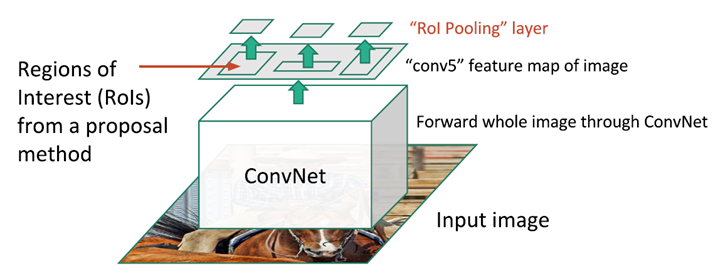 “RoI Pooling” layer
Regions of
Interest (RoIs)
from a proposal
method
“conv5” feature map of image
Forward whole image through ConvNet
ConvNet
Input image